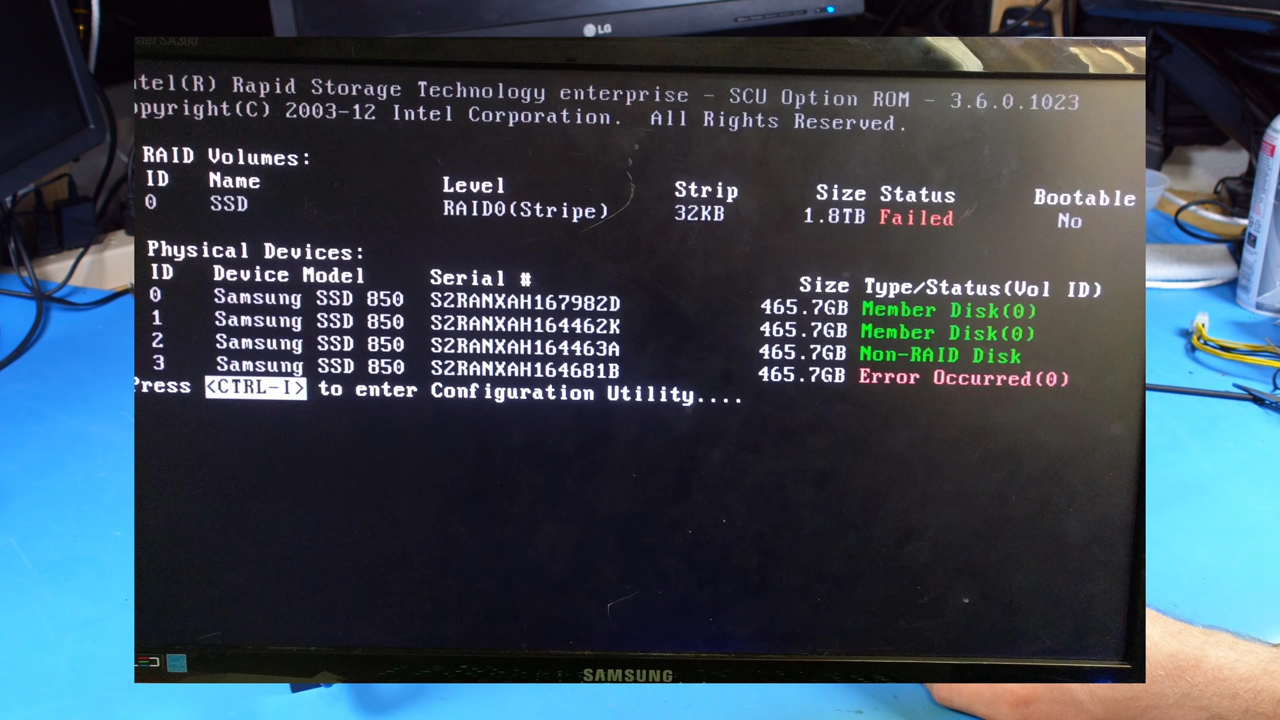 LG
ntel(R) Rapid Storage Technology enterprise - SCU Option ROM - 3.6.0.1023
opyright(C) 2003-12 Intel Corporation. All Rights Reserved.
RAID Volumes:
ID Name Level Strip Size Status Bootable
0 SSD RAID0(Stripe) 32KB 1.8TB Failed No
Physical Devices:
ID Device Model Serial # Size Type/Status(Vol ID)
0 Samsung SSD 850 S2RANXAH167982D 465.7GB Member Disk(0)
1 Samsung SSD 850 S2RANXAH164462K 465.7GB Member Disk(0)
2 Samsung SSD 850 S2RANXAH164463A 465.7GB Non-RAID Disk
3 Samsung SSD 850 S2RANXAH164681B 465.7GB Error Occurred(0)
Press <CTRL-I> to enter Configuration Utility....
SAMSUNG